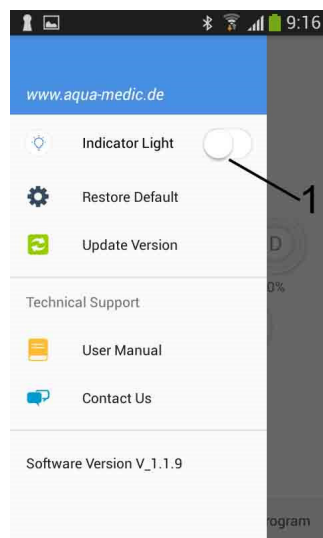 9:16
www.aqua-medic.de
Indicator Light
1
Restore Default
Update Version
D
0%
Technical Support
User Manual
Contact Us
Software Version V_1.1.9
rogram